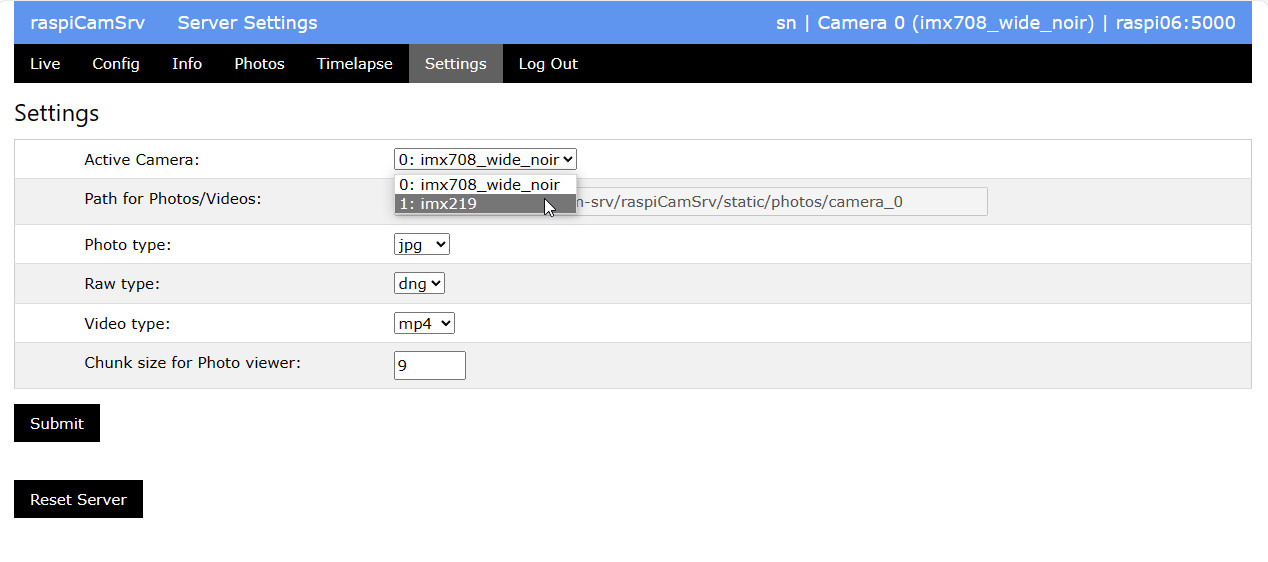 raspiCamSrv Server Settings sn | Camera 0 (imx708_wide_noir) | raspi06:5000
Live Config Info Photos Timelapse Settings Log Out
Settings
Active Camera: 0: imx708_wide_noir
0: imx708_wide_noir
Path for Photos/Videos: -srv/raspiCamSrv/static/photos/camera_0
1: imx219
Photo type: jpg
Raw type: dng
Video type: mp4
Chunk size for Photo viewer: 9
Submit
Reset Server